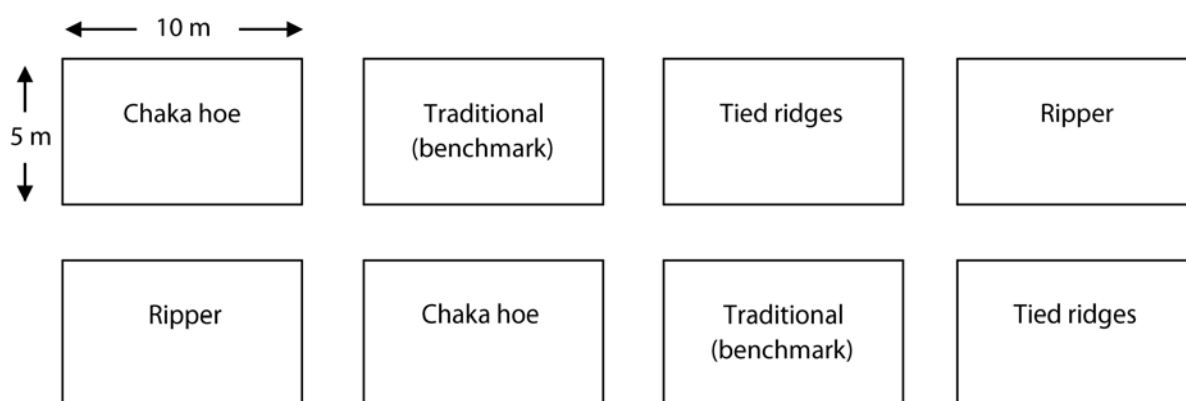 10 m
5 m
Chaka hoe
Traditional
(benchmark)
Tied ridges
Ripper
Ripper
Chaka hoe
Traditional
(benchmark)
Tied ridges